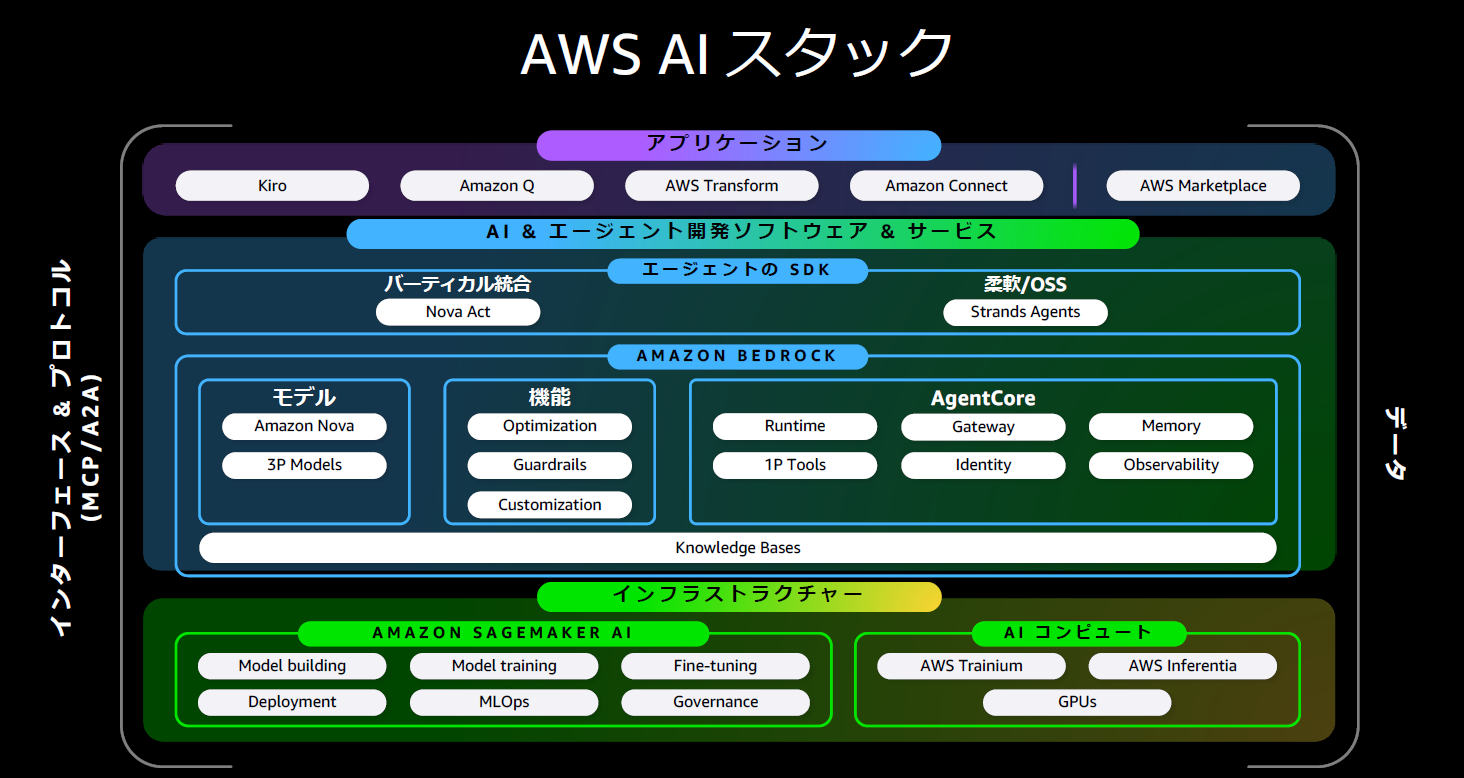 AWS AI スタック
インターフェース & プロトコル
(MCP/A2A)
アプリケーション
Kiro
Amazon Q
AWS Transform
Amazon Connect
AWS Marketplace
AI & エージェント開発ソフトウェア & サービス
エージェントの SDK
バーティカル統合
Nova Act
柔軟/OSS
Strands Agents
AMAZON BEDROCK
モデル
Amazon Nova
3P Models
機能
Optimization
Guardrails
Customization
AgentCore
Runtime
Gateway
Memory
1P Tools
Identity
Observability
Knowledge Bases
インフラストラクチャー
AMAZON SAGEMAKER AI
Model building
Model training
Fine-tuning
Deployment
MLOps
Governance
AI コンピュート
AWS Trainium
AWS Inferentia
GPUs
データ